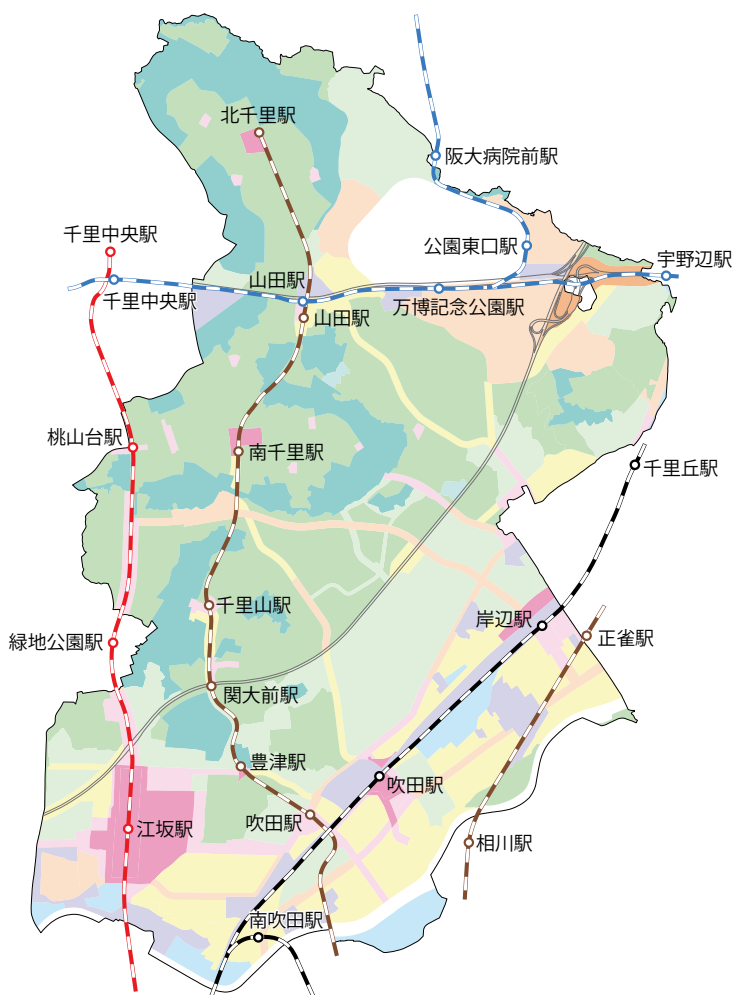 北千里駅
阪大病院前駅
千里中央駅
公園東口駅
宇野辺駅
山田駅
千里中央駅
万博記念公園駅
山田駅
桃山台駅
南千里駅
千里丘駅
千里山駅
岸辺駅
正雀駅
緑地公園駅
関大前駅
豊津駅
吹田駅
吹田駅
江坂駅
相川駅
南吹田駅